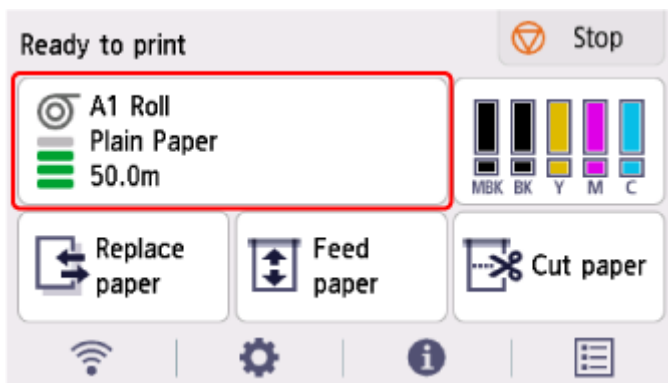 Ready to print
Stop
A1 Roll
Plain Paper
50.0m
MBK BK Y M C
Replace
paper
Feed
paper
Cut paper